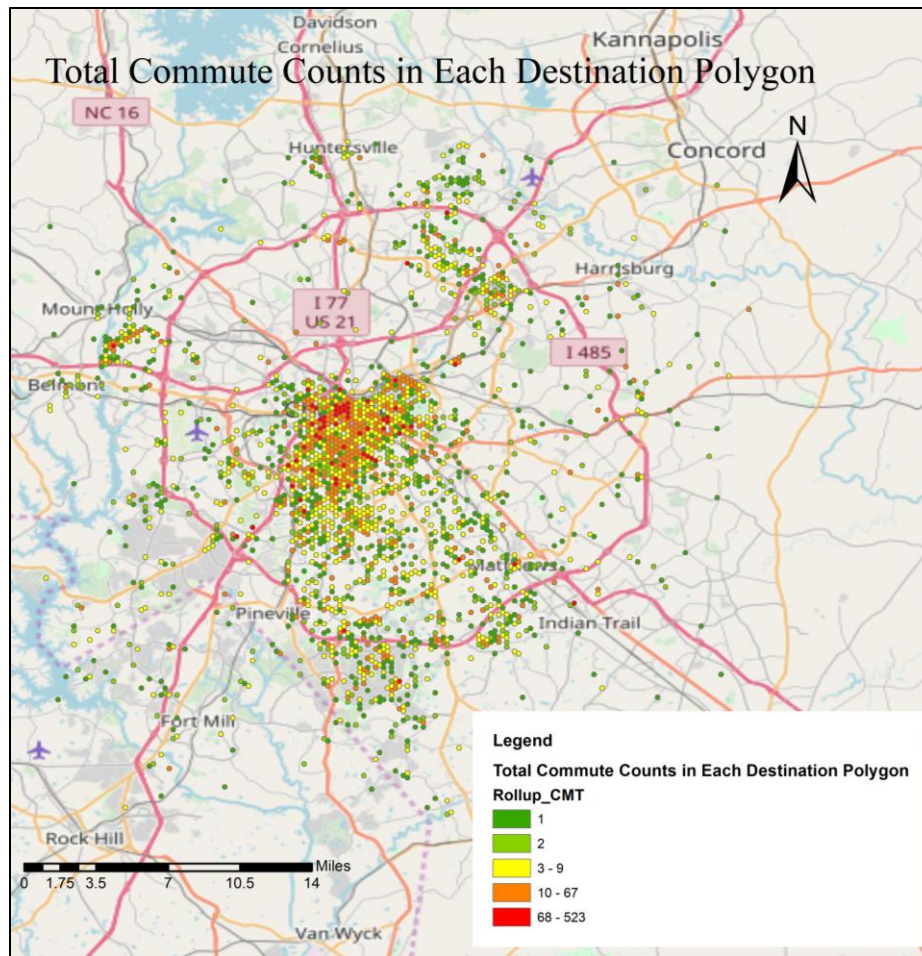 Davidson
Cornelius
Kannapolis
Total Commute Counts in Each Destination Polygon
NC 16
N
Huntersville
Concord
Harrisburg
Mount Holly
I 77
US 21
I 485
Belmont
Matthews
Pineville
Indian Trail
Fort Mill
Legend
Total Commute Counts in Each Destination Polygon
Rollup_CMT
1
2
3 - 9
10 - 67
68 - 523
Rock Hill
Miles
0 1.75 3.5 7 10.5 14
Van Wyck